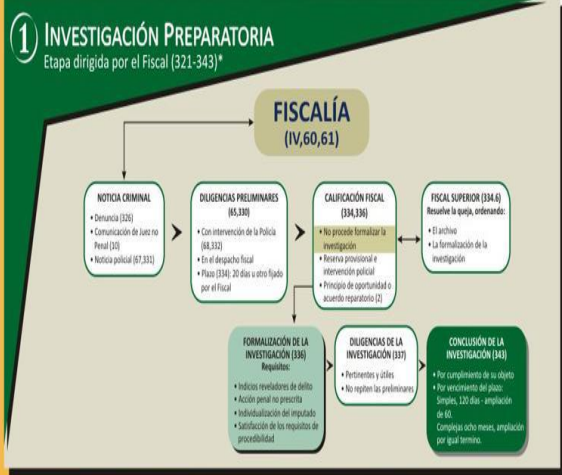 1 INVESTIGACIÓN PREPARATORIA
Etapa dirigida por el Fiscal (321-343)*
FISCALÍA
(IV,60,61)
NOTICIA CRIMINAL
• Denuncia (326)
• Comunicación de Juez no
Penal (10)
• Noticia policial (67,331)
DILIGENCIAS PRELIMINARES
(65,330)
• Con intervención de la Policía
(68,332)
• En el despacho fiscal
• Plazo (334): 20 días u otro fijado
por el Fiscal
CALIFICACIÓN FISCAL
(334,336)
• No procede formalizar la
investigación
• Reserva provisional e
intervención policial
• Principio de oportunidad o
acuerdo reparatorio (2)
FISCAL SUPERIOR (334.6)
Resuelve la queja, ordenando:
• El archivo
• La formalización de la
investigación
FORMALIZACIÓN DE LA
INVESTIGACIÓN (336)
Requisitos:
• Indicios reveladores de delito
• Acción penal no prescrita
• Individualización del imputado
• Satisfacción de los requisitos de
procedibilidad
DILIGENCIAS DE LA
INVESTIGACIÓN (337)
• Pertinentes y útiles
• No repiten las preliminares
CONCLUSIÓN DE LA
INVESTIGACIÓN (343)
• Por cumplimiento de su objeto
• Por vencimiento del plazo:
Simples, 120 días - ampliación
de 60.
Complejas ocho meses, ampliación
por igual termino.